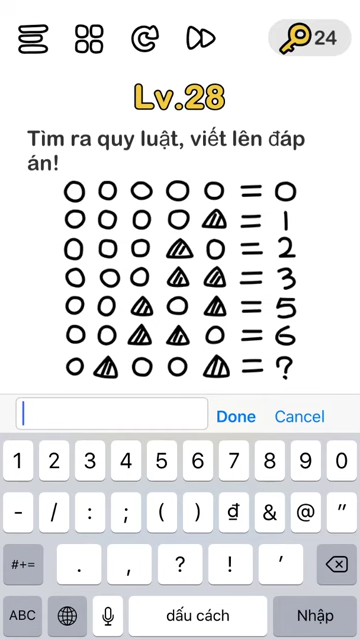 24
Lv.28
Tìm ra quy luật, viết lên đáp
án!
○ ○ ○ ○ ○ = 0
○ ○ ○ ○ △ = 1
○ ○ ○ △ ○ = 2
○ ○ ○ △ △ = 3
○ ○ △ ○ △ = 5
○ ○ △ △ ○ = 6
○ △ ○ ○ △ = ?
Done Cancel
1 2 3 4 5 6 7 8 9 0
- / : ; ( ) ₫ & @ "
#+= . , ? ! ’
ABC dấu cách Nhập